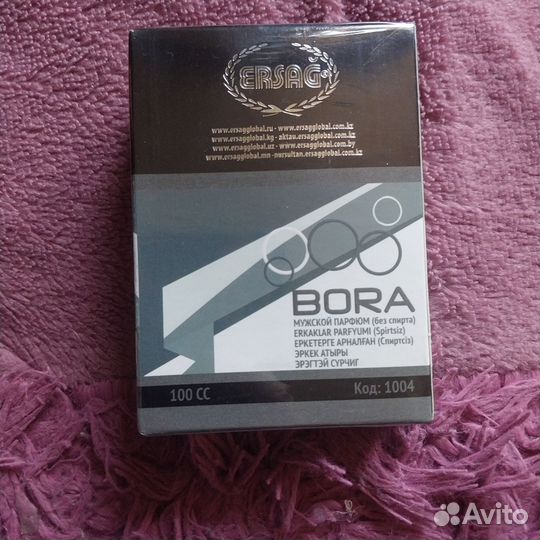 ERSAĞ
www.ersagglobal.ru - www.ersagglobal.com.kz
www.ersagglobal.kg - aktau.ersagglobal.com.kz
www.ersagglobal.uz - www.ersagglobal.com.by
www.ersagglobal.mn - nursultan.ersagglobal.com.kz
BORA
МУЖСКОЙ ПАРФЮМ (без спирта)
ERKAKLAR PARFYUMI (Spirtsiz)
ЕРКЕТЕРГЕ АРНАЛҒАН (Спиртсіз)
ЭРКЕК АТЫРЫ
ЭРЭГТЭЙ СҮРЧИГ
100 CC Код: 1004
Avito